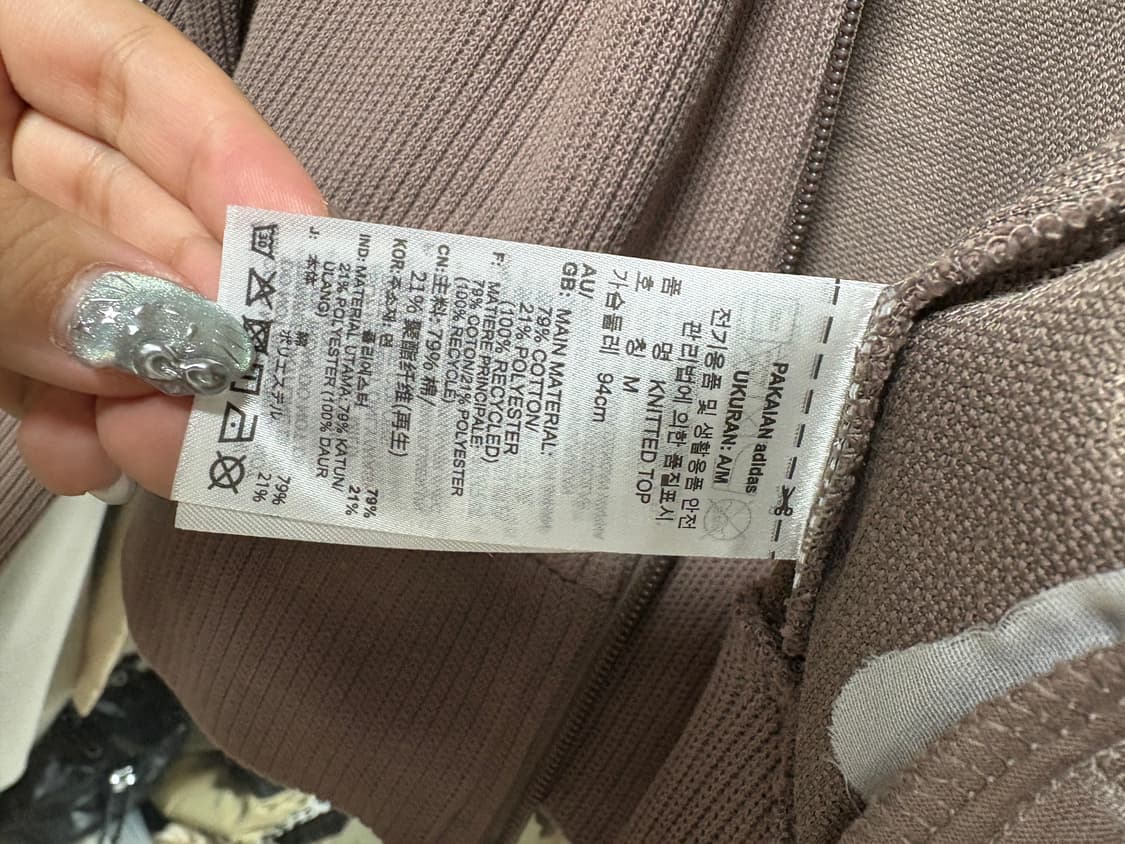 PAKAIAN adidas
UKURAN: A/M
전기용품 및 생활용품 안전
관리법에 의한 품질표시
품 명 KNITTED TOP
호 칭 M
가슴둘레 94cm
AU/
GB: MAIN MATERIAL:
79% COTTON/
21% POLYESTER
(100% RECYCLED)
F: MATIERE PRINCIPALE:
79% COTON/21% POLYESTER
(100% RECYCLE)
CN:主料: 79% 棉/
21% 聚酯纤维(再生)
KOR:주소재: 면 79%
폴리에스터 21%
IND: MATERIAL UTAMA: 79% KATUN/
21% POLYESTER (100% DAUR
ULANG)
J: 本体 綿 79%
ポリエステル 21%